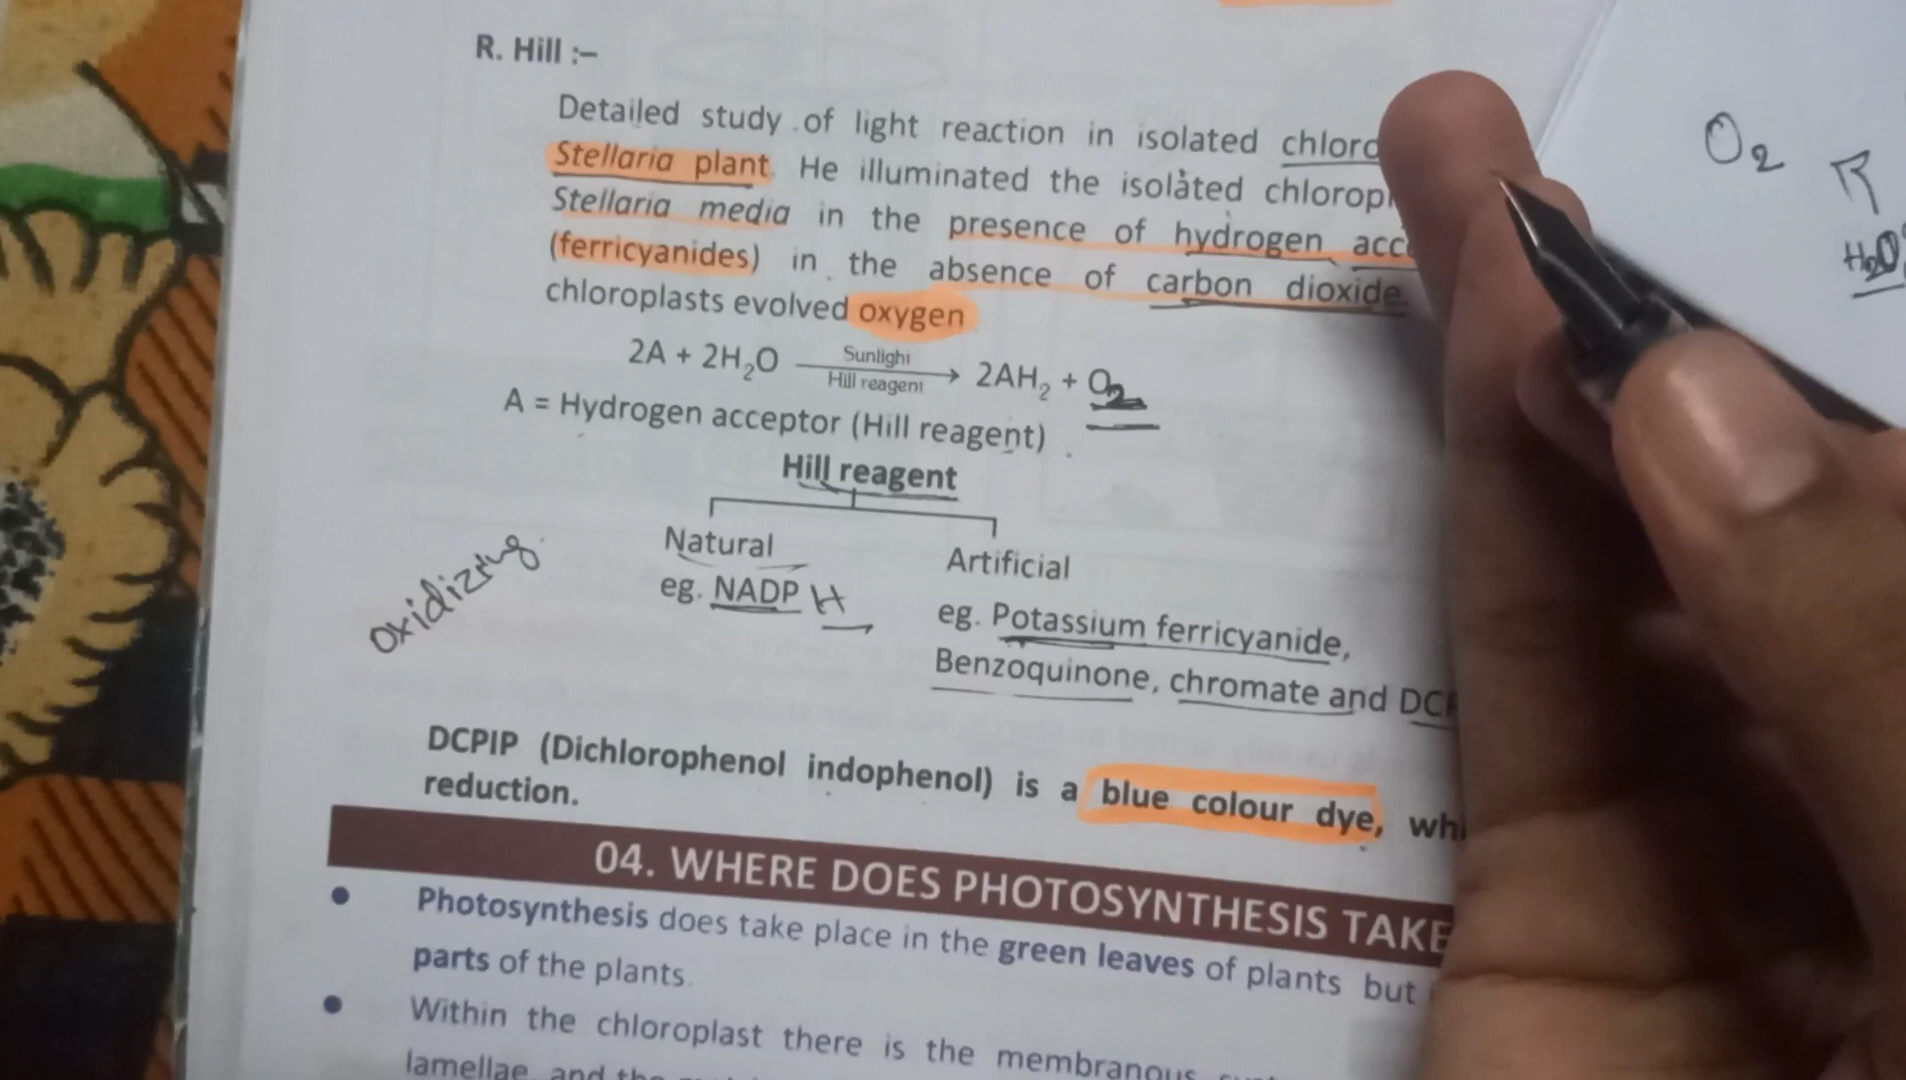 R. Hill :–
Detailed study of light reaction in isolated chloro
Stellaria plant. He illuminated the isolated chlorop
Stellaria media in the presence of hydrogen acc
(ferricyanides) in the absence of carbon dioxide.
chloroplasts evolved oxygen
2A + 2H₂O Sunlight Hill reagent → 2AH₂ + O₂
A = Hydrogen acceptor (Hill reagent)
Hill reagent
Natural Artificial
eg. NADP H eg. Potassium ferricyanide,
Benzoquinone, chromate and DCP
oxidizing
DCPIP (Dichlorophenol indophenol) is a blue colour dye, whi
reduction.
04. WHERE DOES PHOTOSYNTHESIS TAKE
Photosynthesis does take place in the green leaves of plants but
parts of the plants.
Within the chloroplast there is the membranous
lamellae, and the
O₂
H₂O